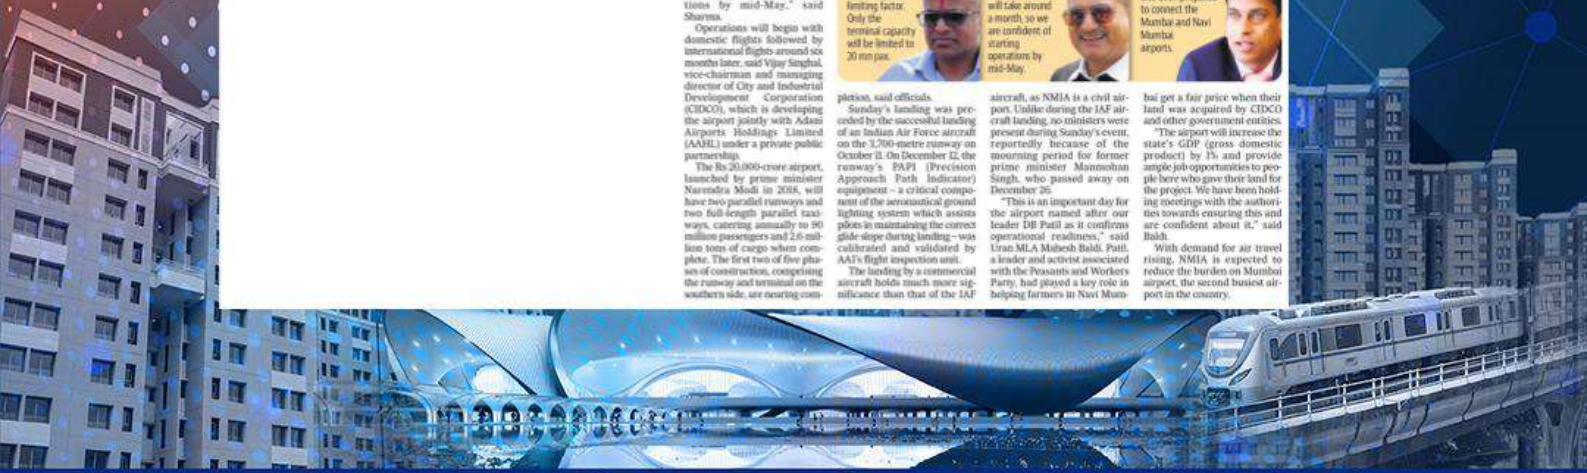 tions by mid-May," said
Sharma.
Operations will begin with
domestic flights followed by
international flights around six
months later, said Vijay Singhal,
vice-chairman and managing
director of City and Industrial
Development Corporation
(CIDCO), which is developing
the airport jointly with Adani
Airports Holdings Limited
(AAHL) under a private public
partnership.
The Rs 20,000-crore airport,
launched by prime minister
Narendra Modi in 2018, will
have two parallel runways and
two full-length parallel taxi-
ways, catering annually to 90
million passengers and 2.6 mil-
lion tons of cargo when com-
plete. The first two of five pha-
ses of construction, comprising
the runway and terminal on the
southern side, are nearing com-
limiting factor.
Only the
terminal capacity
will be limited to
20 mn pax.
will take around
a month, so we
are confident of
starting
operations by
mid-May.
to connect the
Mumbai and Navi
Mumbai
airports.
pletion, said officials.
Sunday's landing was pre-
ceded by the successful landing
of an Indian Air Force aircraft
on the 3,700-metre runway on
October 11. On December 12, the
runway's PAPI (Precision
Approach Path Indicator)
equipment – a critical compo-
nent of the aeronautical ground
lighting system which assists
pilots in maintaining the correct
glide slope during landing – was
calibrated and validated by
AAI's flight inspection unit.
The landing by a commercial
aircraft holds much more sig-
nificance than that of the IAF
aircraft, as NMIA is a civil air-
port. Unlike during the IAF air-
craft landing, no ministers were
present during Sunday's event,
reportedly because of the
mourning period for former
prime minister Manmohan
Singh, who passed away on
December 26.
"This is an important day for
the airport named after our
leader DB Patil as it confirms
operational readiness," said
Uran MLA Mahesh Baldi. Patil,
a leader and activist associated
with the Peasants and Workers
Party, had played a key role in
helping farmers in Navi Mum-
bai get a fair price when their
land was acquired by CIDCO
and other government entities.
"The airport will increase the
state's GDP (gross domestic
product) by 1% and provide
ample job opportunities to peo-
ple here who gave their land for
the project. We have been hold-
ing meetings with the authori-
ties towards ensuring this and
are confident about it," said
Baldi.
With demand for air travel
rising, NMIA is expected to
reduce the burden on Mumbai
airport, the second busiest air-
port in the country.